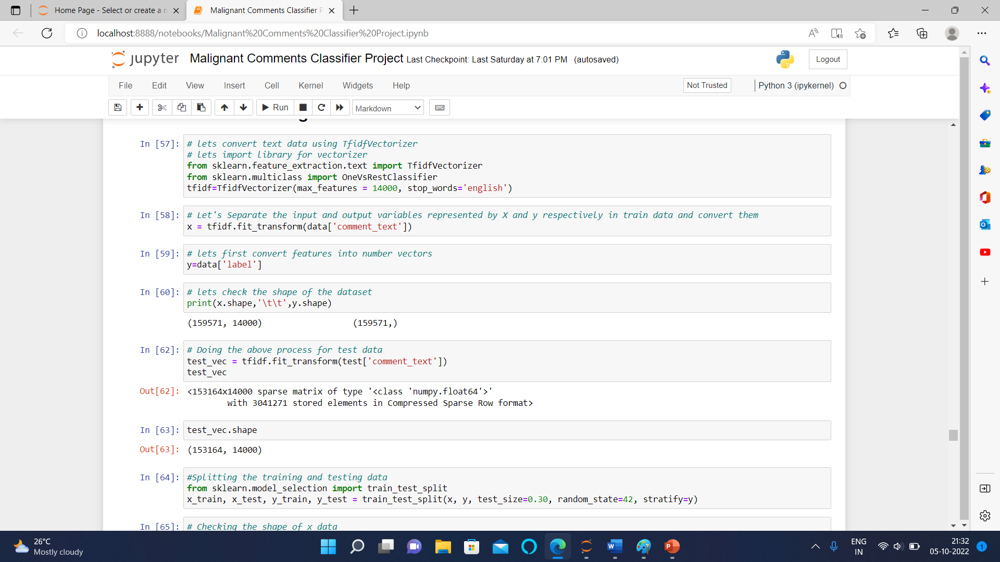 Home Page - Select or create a n
Malignant Comments Classifier P
localhost:8888/notebooks/Malignant%20Comments%20Classifier%20Project.ipynb
jupyter Malignant Comments Classifier Project Last Checkpoint: Last Saturday at 7:01 PM (autosaved)
Logout
File Edit View Insert Cell Kernel Widgets Help
Not Trusted
Python 3 (ipykernel)
Run
Markdown
In [57]: # lets convert text data using TfidfVectorizer
# lets import library for vectorizer
from sklearn.feature_extraction.text import TfidfVectorizer
from sklearn.multiclass import OneVsRestClassifier
tfidf=TfidfVectorizer(max_features = 14000, stop_words='english')
In [58]: # Let's Separate the input and output variables represented by X and y respectively in train data and convert them
x = tfidf.fit_transform(data['comment_text'])
In [59]: # lets first convert features into number vectors
y=data['label']
In [60]: # lets check the shape of the dataset
print(x.shape,'\t\t',y.shape)
(159571, 14000) (159571,)
In [62]: # Doing the above process for test data
test_vec = tfidf.fit_transform(test['comment_text'])
test_vec
Out[62]: <153164x14000 sparse matrix of type '<class 'numpy.float64'>'
with 3041271 stored elements in Compressed Sparse Row format>
In [63]: test_vec.shape
Out[63]: (153164, 14000)
In [64]: #Splitting the training and testing data
from sklearn.model_selection import train_test_split
x_train, x_test, y_train, y_test = train_test_split(x, y, test_size=0.30, random_state=42, stratify=y)
In [65]: # Checking the shape of x data
26°C
Mostly cloudy
ENG
IN
21:32
05-10-2022
1